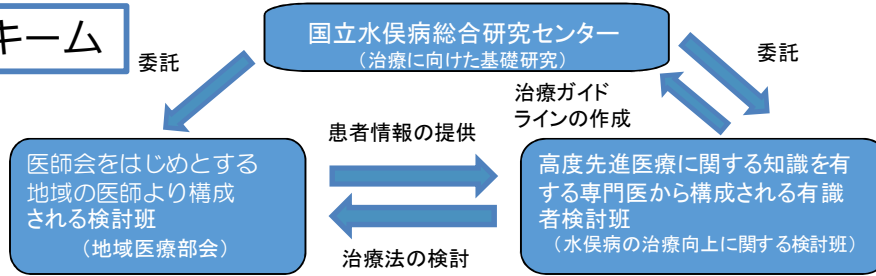 キーム
国立水俣病総合研究センター
（治療に向けた基礎研究）
委託
委託
治療ガイド
ラインの作成
患者情報の提供
医師会をはじめとする
地域の医師より構成
される検討班
（地域医療部会）
高度先進医療に関する知識を有
する専門医から構成される有識
者検討班
（水俣病の治療向上に関する検討班）
治療法の検討